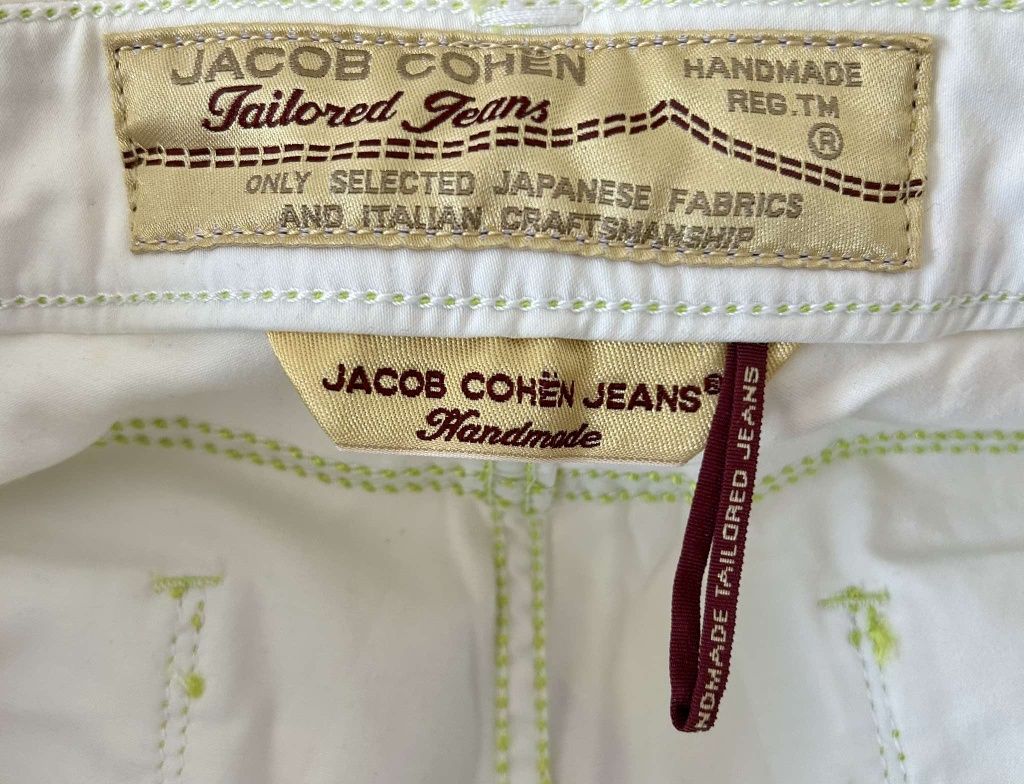 JACOB COHËN
Tailored Jeans
HANDMADE
REG.TM
®
ONLY SELECTED JAPANESE FABRICS
AND ITALIAN CRAFTSMANSHIP
JACOB COHËN JEANS®
Handmade
NDMADE TAILORED JEANS